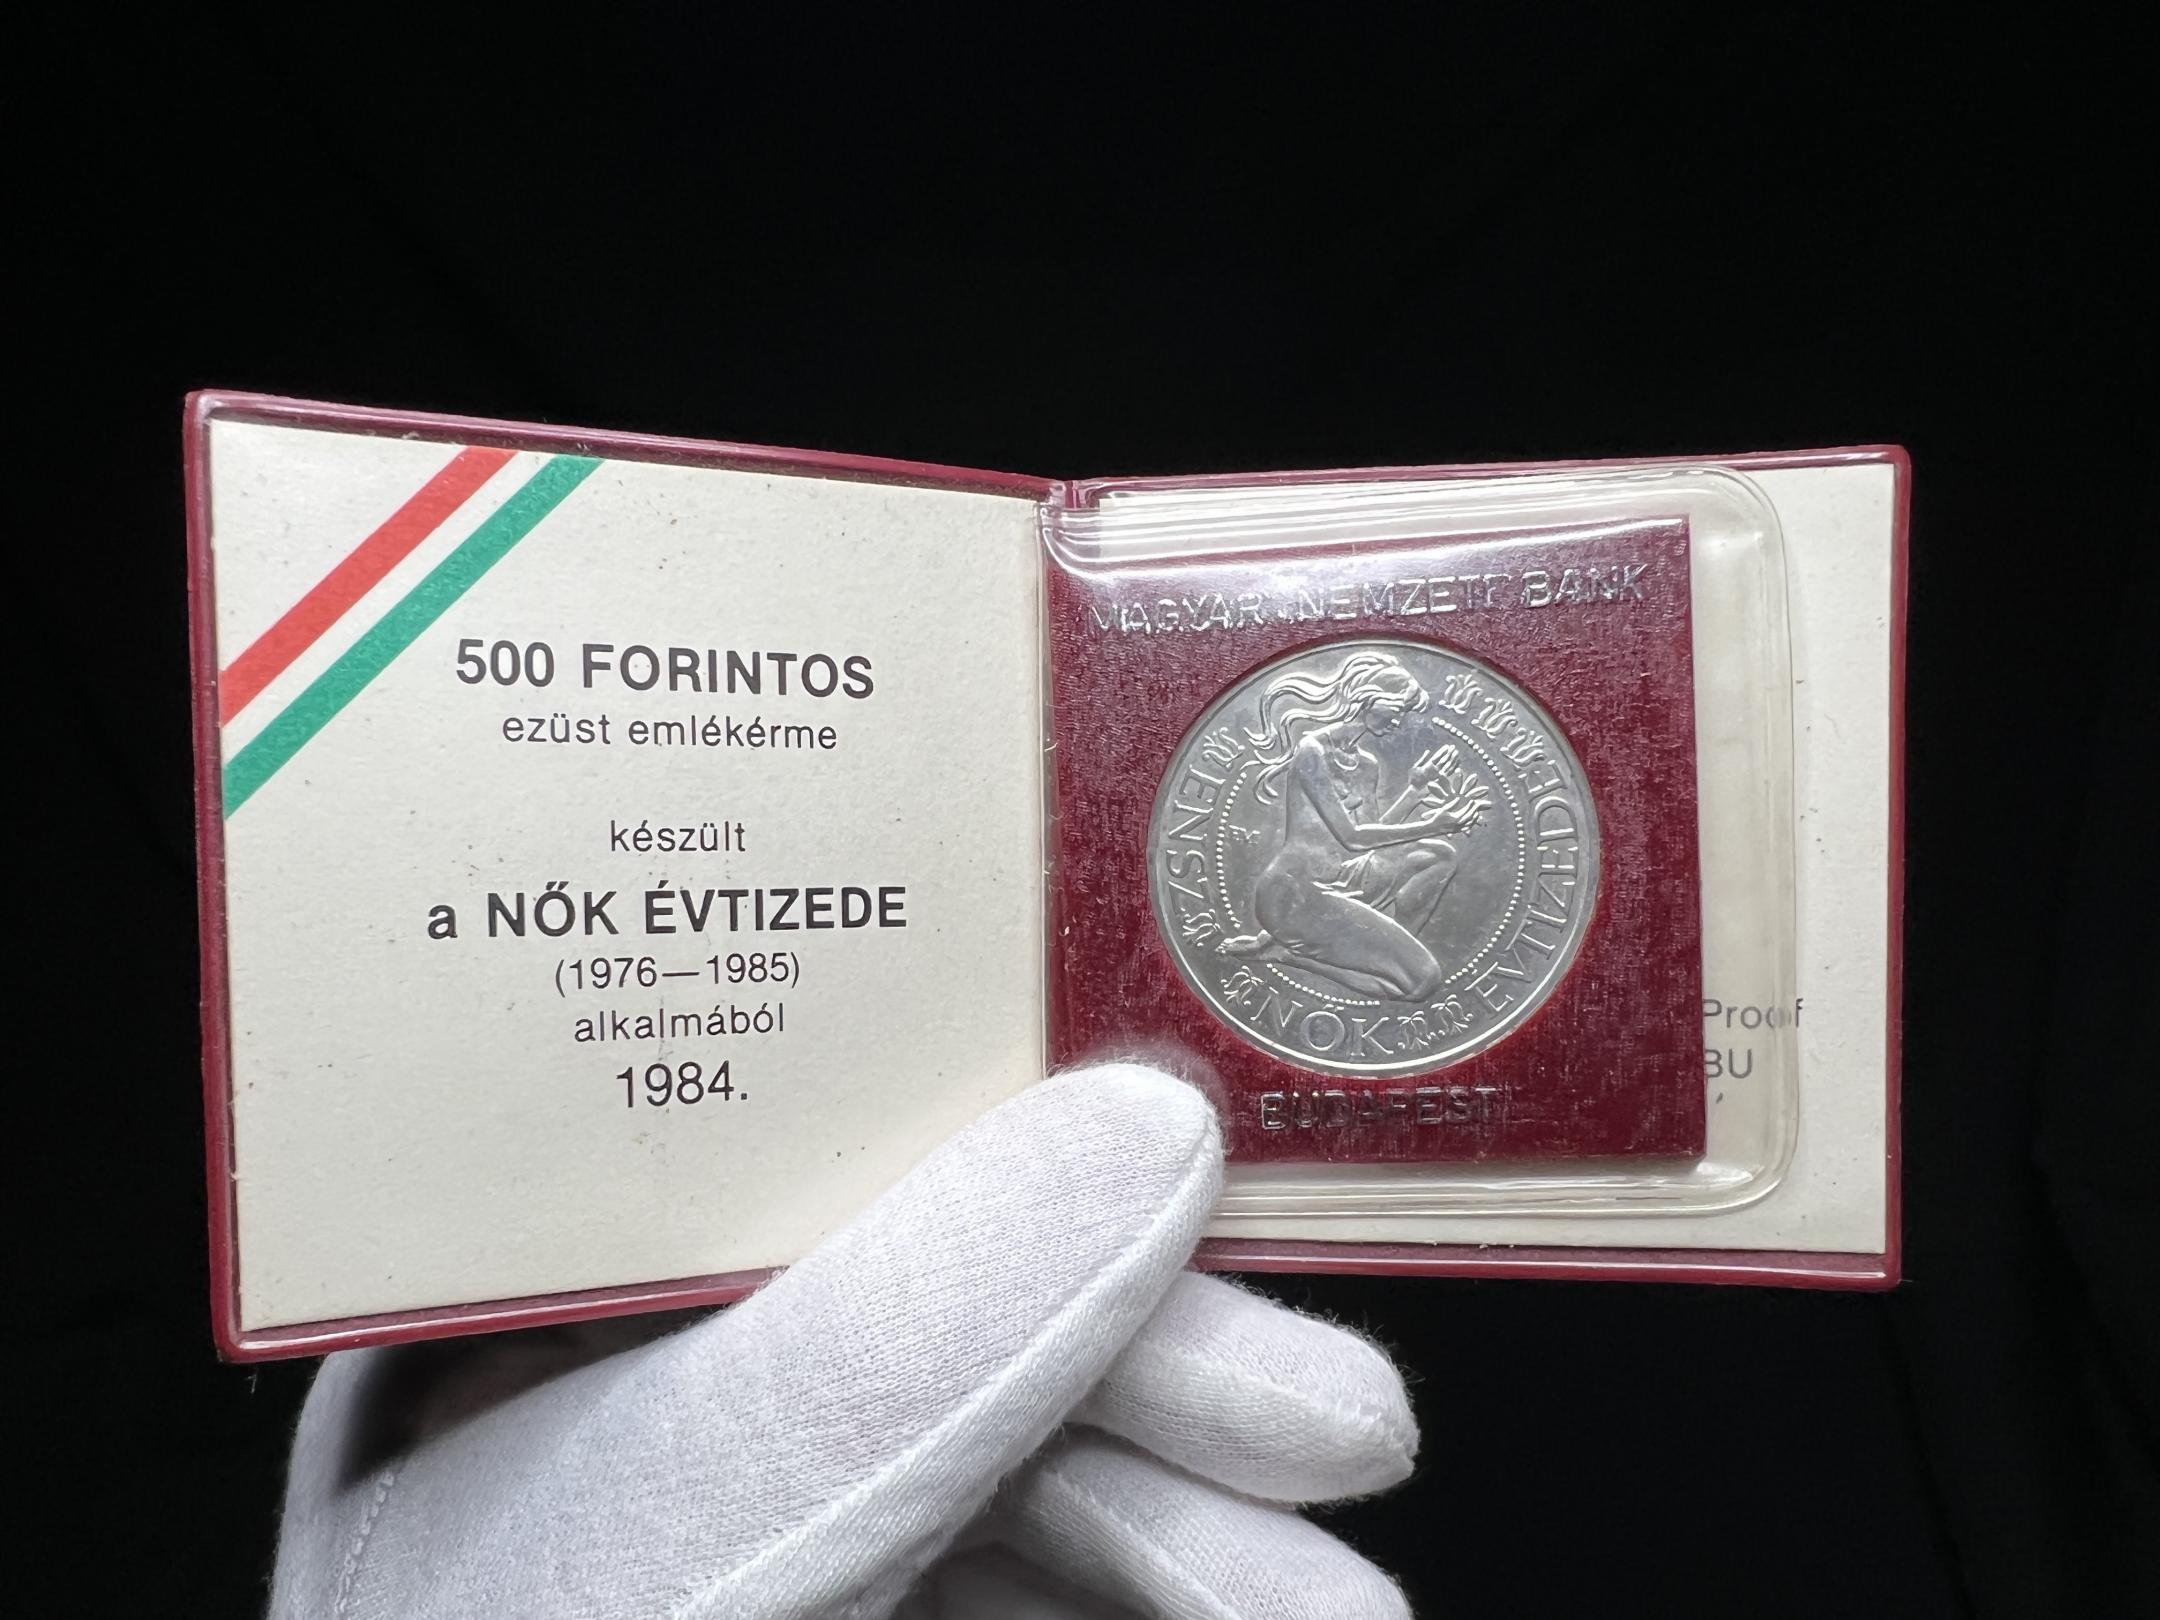 500 FORINTOS
ezüst emlékérme
készült
a NŐK ÉVTIZEDE
(1976—1985)
alkalmából
1984.
MAGYAR NEMZETI BANK
ENSZ NŐK ÉVTIZEDE
BUDAPEST
Proof
BU